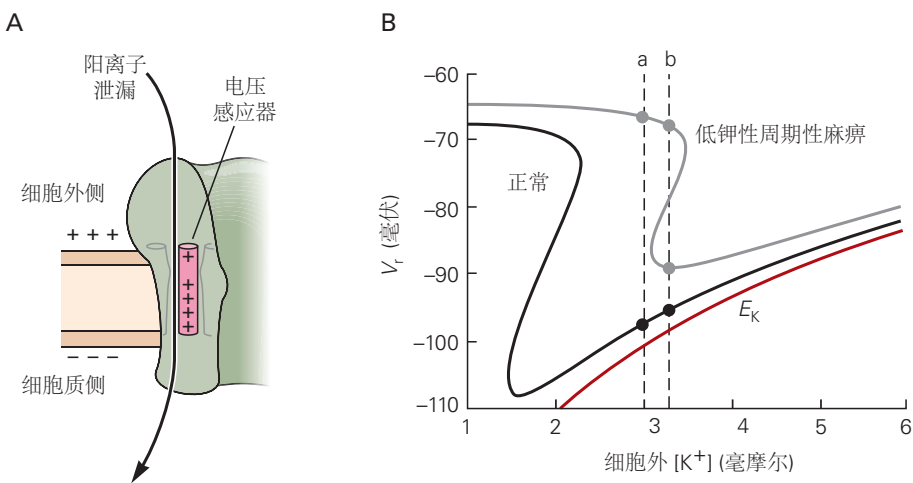 A
阳离子
泄漏
电压
感应器
细胞外侧
+ + +
+
+
+
+
+
− − −
细胞质侧
B
a
b
−60
−70
−80
−90
−100
−110
Vr (毫伏)
低钾性周期性麻痹
正常
EK
1
2
3
4
5
6
细胞外 [K+] (毫摩尔)